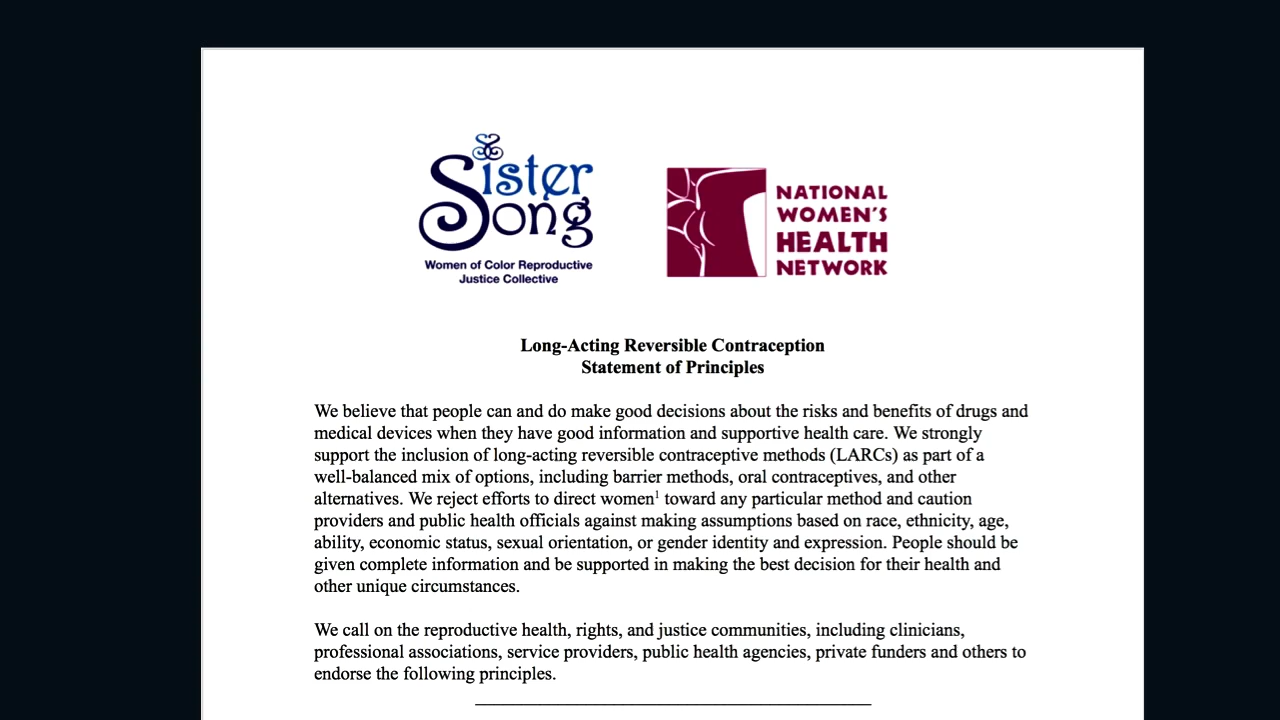 Sister
Song
Women of Color Reproductive
Justice Collective
NATIONAL
WOMEN'S
HEALTH
NETWORK
Long-Acting Reversible Contraception
Statement of Principles
We believe that people can and do make good decisions about the risks and benefits of drugs and
medical devices when they have good information and supportive health care. We strongly
support the inclusion of long-acting reversible contraceptive methods (LARCs) as part of a
well-balanced mix of options, including barrier methods, oral contraceptives, and other
alternatives. We reject efforts to direct women¹ toward any particular method and caution
providers and public health officials against making assumptions based on race, ethnicity, age,
ability, economic status, sexual orientation, or gender identity and expression. People should be
given complete information and be supported in making the best decision for their health and
other unique circumstances.
We call on the reproductive health, rights, and justice communities, including clinicians,
professional associations, service providers, public health agencies, private funders and others to
endorse the following principles.